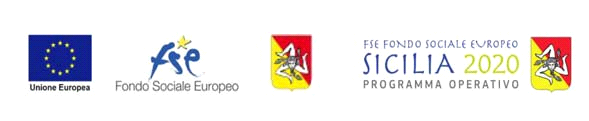 Unione Europea
fse
Fondo Sociale Europeo
FSE FONDO SOCIALE EUROPEO
SICILIA 2020
PROGRAMMA OPERATIVO